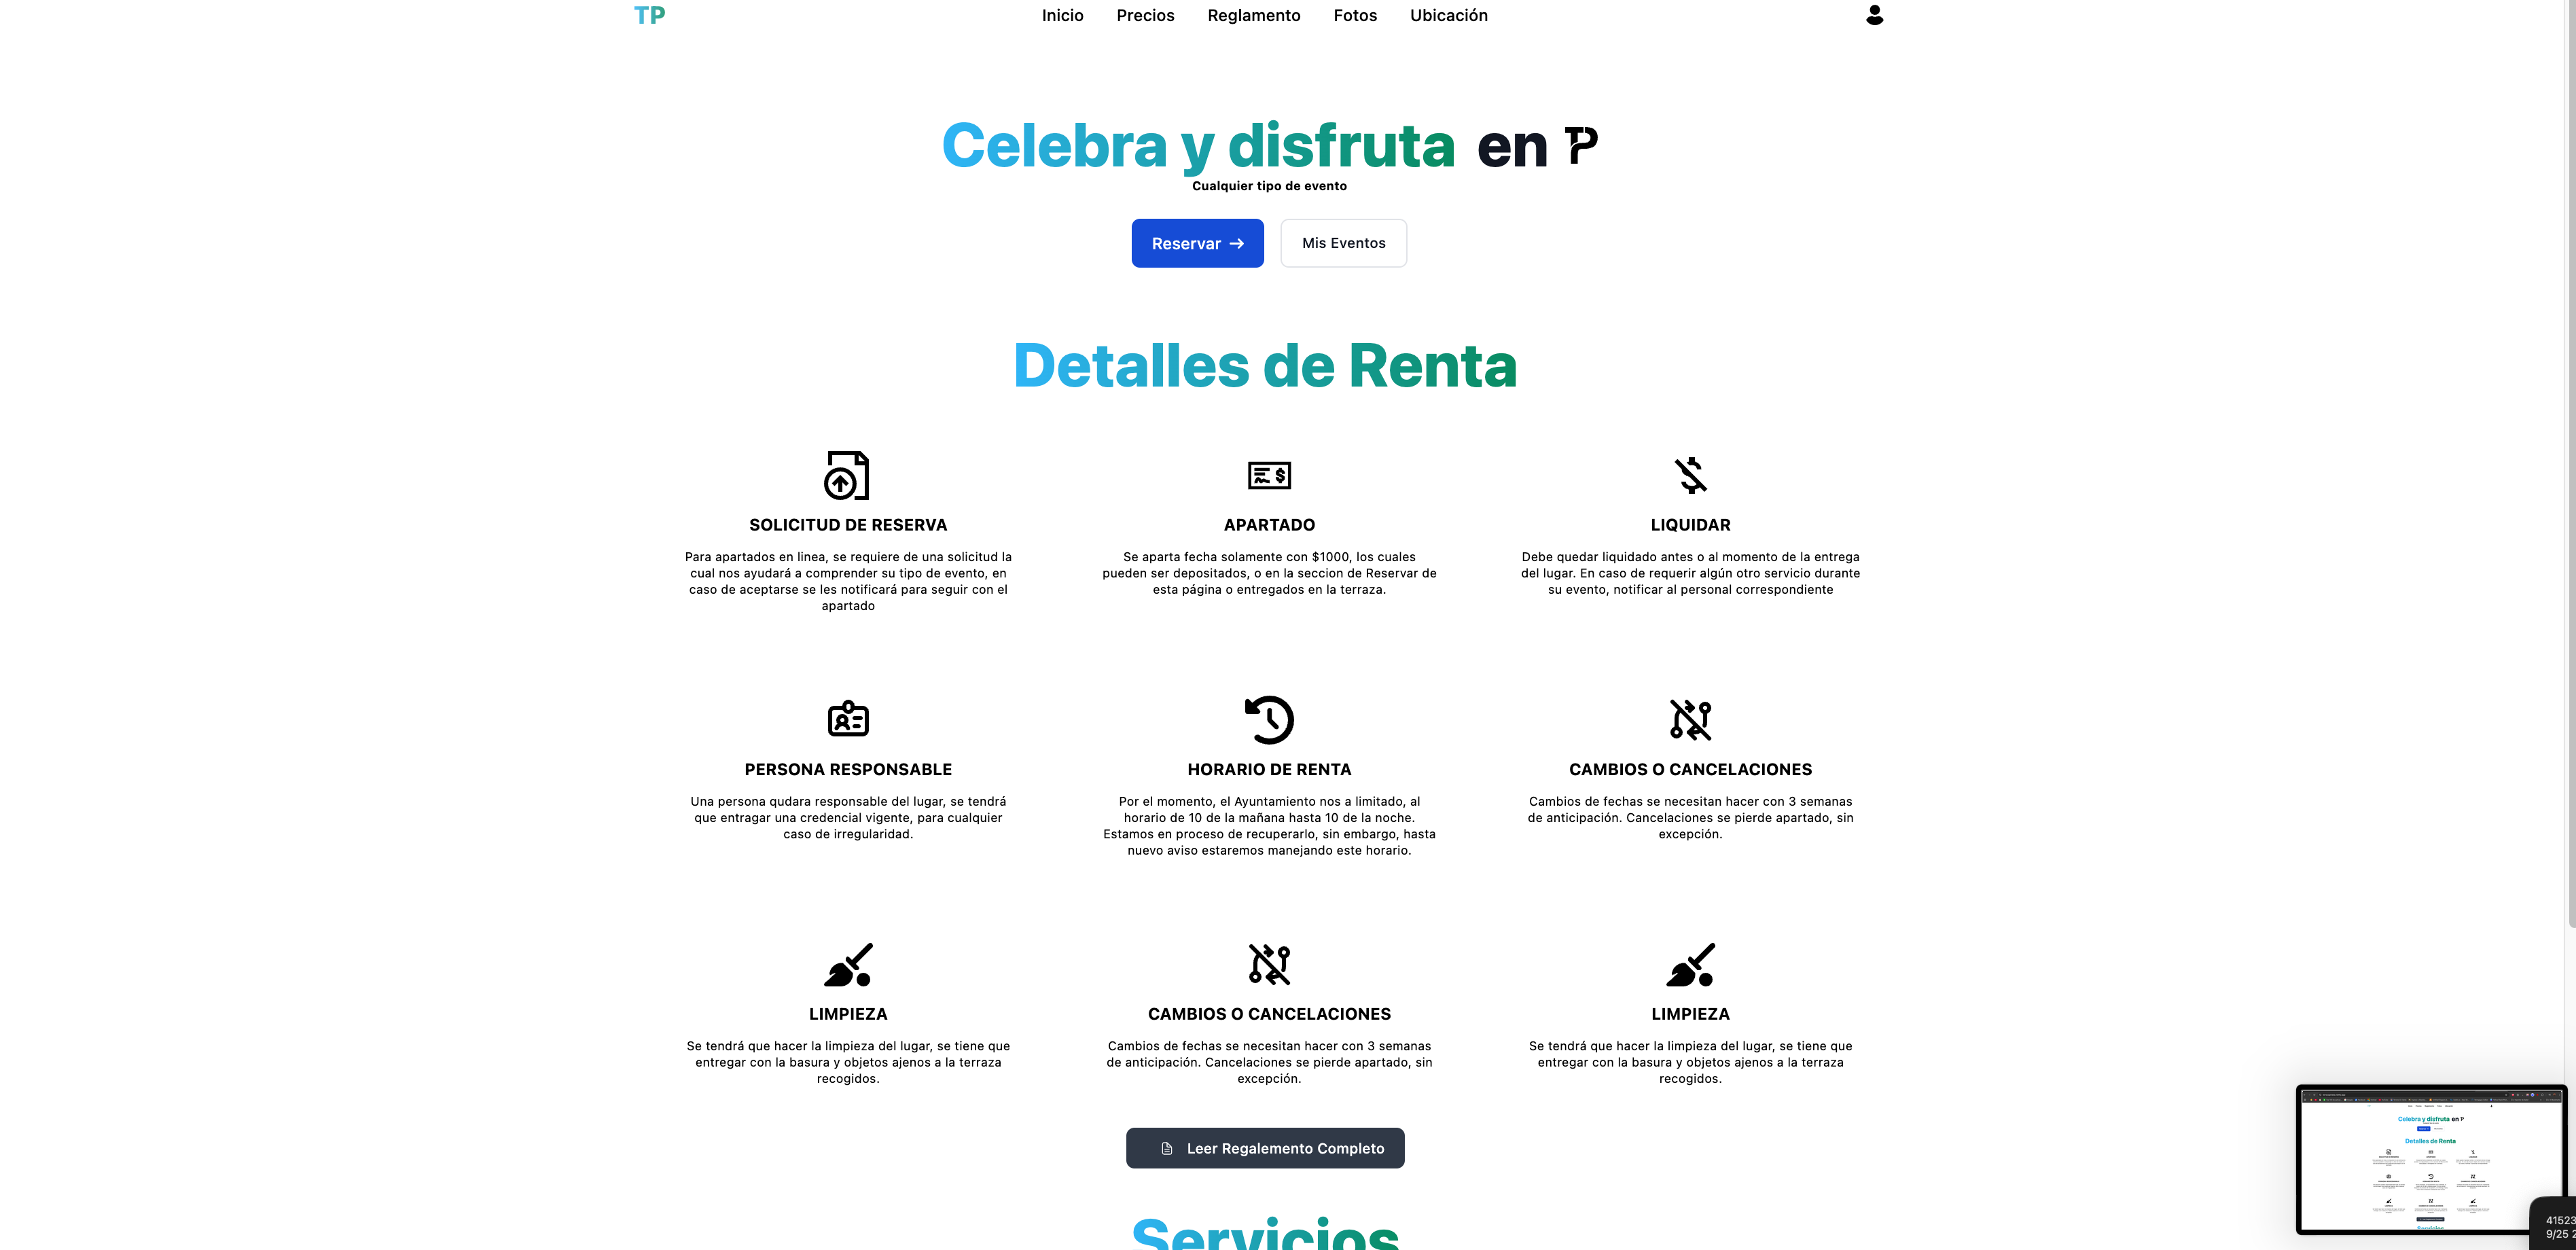 TP
Inicio Precios Reglamento Fotos Ubicación
Celebra y disfruta en TP
Cualquier tipo de evento
Reservar → Mis Eventos
Detalles de Renta
SOLICITUD DE RESERVA
Para apartados en linea, se requiere de una solicitud la
cual nos ayudará a comprender su tipo de evento, en
caso de aceptarse se les notificará para seguir con el
apartado
APARTADO
Se aparta fecha solamente con $1000, los cuales
pueden ser depositados, o en la seccion de Reservar de
esta página o entregados en la terraza.
LIQUIDAR
Debe quedar liquidado antes o al momento de la entrega
del lugar. En caso de requerir algún otro servicio durante
su evento, notificar al personal correspondiente
PERSONA RESPONSABLE
Una persona qudara responsable del lugar, se tendrá
que entragar una credencial vigente, para cualquier
caso de irregularidad.
HORARIO DE RENTA
Por el momento, el Ayuntamiento nos a limitado, al
horario de 10 de la mañana hasta 10 de la noche.
Estamos en proceso de recuperarlo, sin embargo, hasta
nuevo aviso estaremos manejando este horario.
CAMBIOS O CANCELACIONES
Cambios de fechas se necesitan hacer con 3 semanas
de anticipación. Cancelaciones se pierde apartado, sin
excepción.
LIMPIEZA
Se tendrá que hacer la limpieza del lugar, se tiene que
entregar con la basura y objetos ajenos a la terraza
recogidos.
CAMBIOS O CANCELACIONES
Cambios de fechas se necesitan hacer con 3 semanas
de anticipación. Cancelaciones se pierde apartado, sin
excepción.
LIMPIEZA
Se tendrá que hacer la limpieza del lugar, se tiene que
entregar con la basura y objetos ajenos a la terraza
recogidos.
Leer Regalemento Completo
Servicios
Celebra y disfruta en TP
Detalles de Renta
41523
9/25